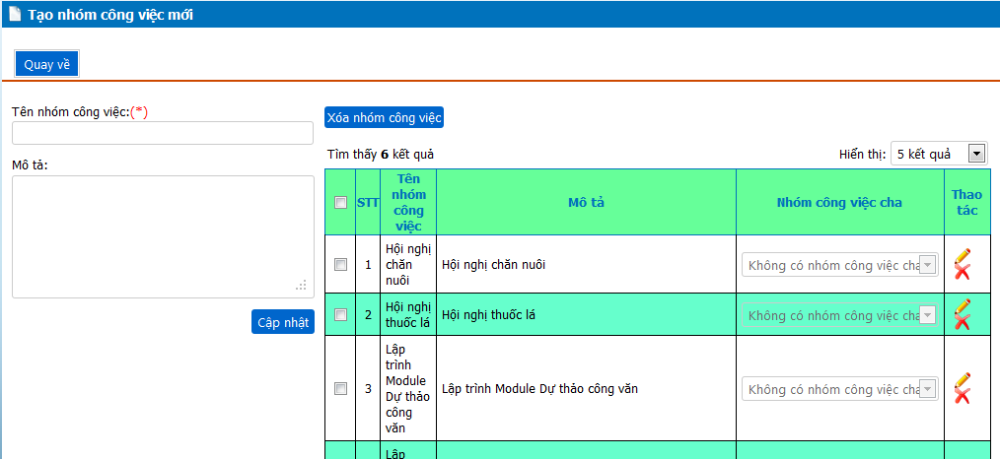 Tạo nhóm công việc mới
Quay về
Tên nhóm công việc:(*)
Mô tả:
Cập nhật
Xóa nhóm công việc
Tìm thấy 6 kết quả
Hiển thị: 5 kết quả
STT
Tên
nhóm
công
việc
Mô tả
Nhóm công việc cha
Thao
tác
1
Hội nghị
chăn
nuôi
Hội nghị chăn nuôi
Không có nhóm công việc cha
2
Hội nghị
thuốc lá
Hội nghị thuốc lá
Không có nhóm công việc cha
3
Lập
trình
Module
Dự thảo
công
văn
Lập trình Module Dự thảo công văn
Không có nhóm công việc cha
Lập